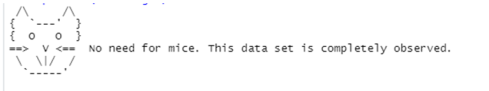 No need for mice. This data set is completely observed.